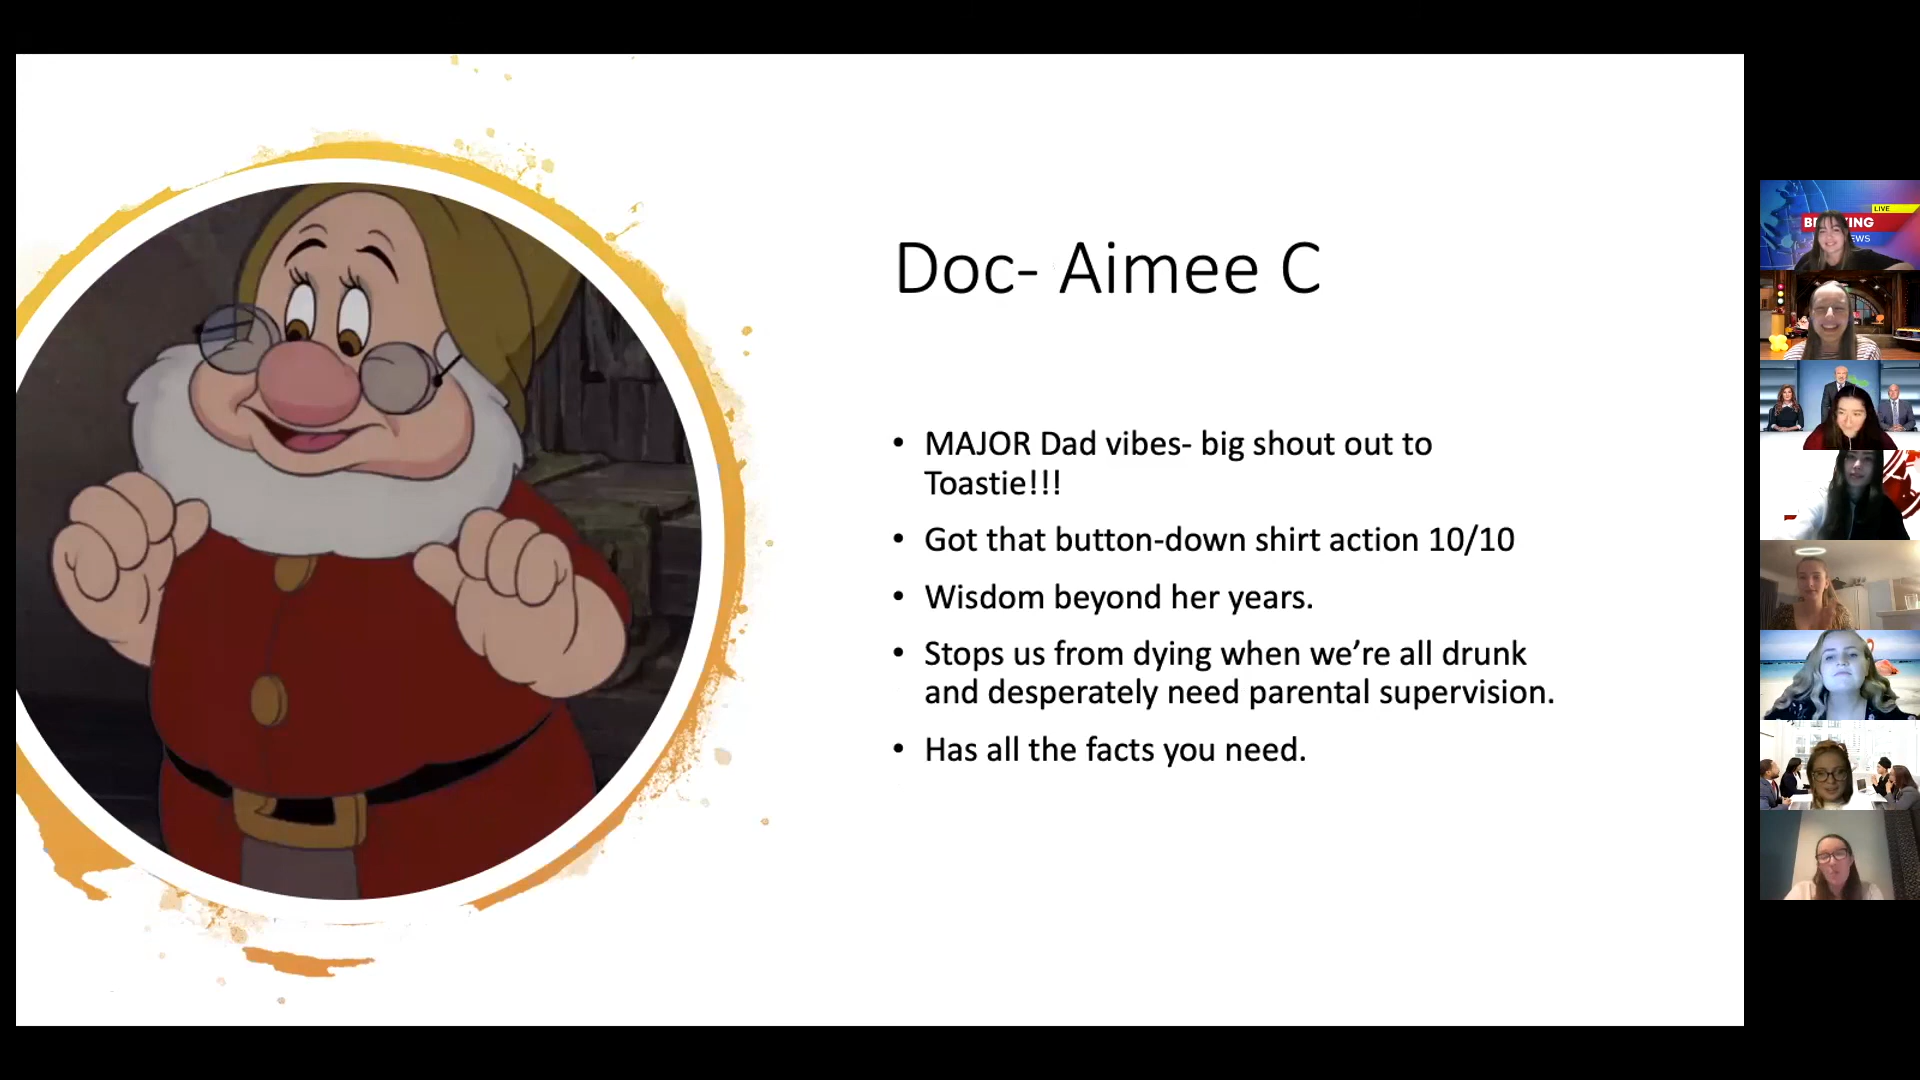 Doc- Aimee C
• MAJOR Dad vibes- big shout out to
Toastie!!!
• Got that button-down shirt action 10/10
• Wisdom beyond her years.
• Stops us from dying when we’re all drunk
and desperately need parental supervision.
• Has all the facts you need.
LIVE